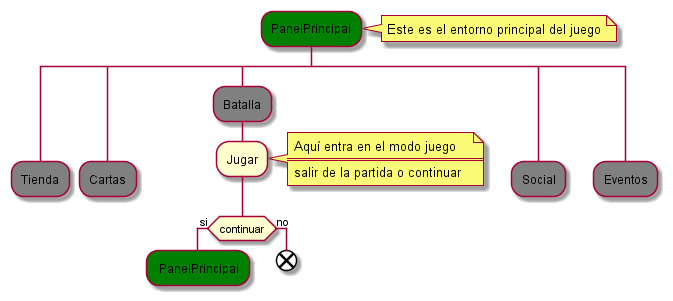 PanelPrincipal
Este es el entorno principal del juego
Batalla
Tienda
Cartas
Jugar
Aquí entra en el modo juego
salir de la partida o continuar
Social
Eventos
si
continuar
no
PanelPrincipal